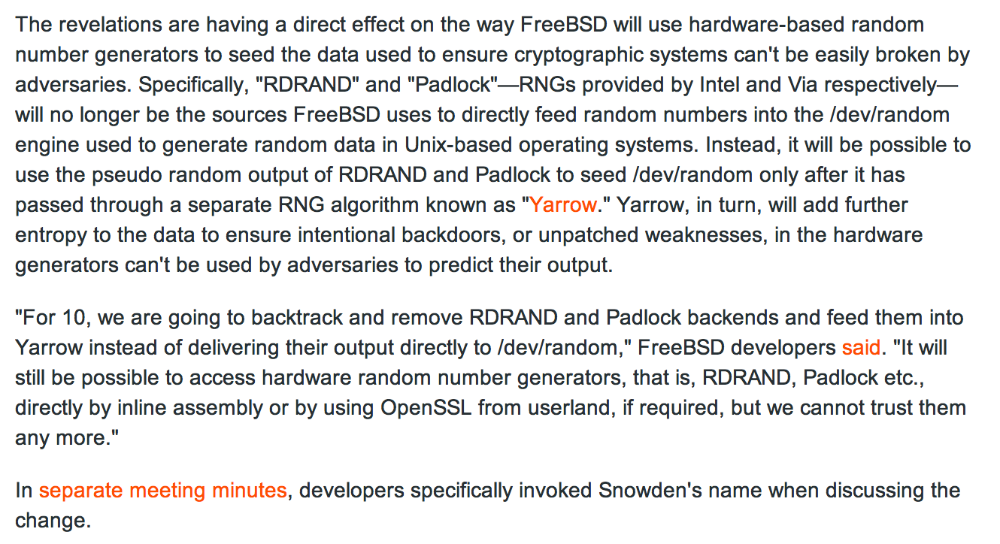 The revelations are having a direct effect on the way FreeBSD will use hardware-based random
number generators to seed the data used to ensure cryptographic systems can't be easily broken by
adversaries. Specifically, "RDRAND" and "Padlock"—RNGs provided by Intel and Via respectively—
will no longer be the sources FreeBSD uses to directly feed random numbers into the /dev/random
engine used to generate random data in Unix-based operating systems. Instead, it will be possible to
use the pseudo random output of RDRAND and Padlock to seed /dev/random only after it has
passed through a separate RNG algorithm known as "Yarrow." Yarrow, in turn, will add further
entropy to the data to ensure intentional backdoors, or unpatched weaknesses, in the hardware
generators can't be used by adversaries to predict their output.
"For 10, we are going to backtrack and remove RDRAND and Padlock backends and feed them into
Yarrow instead of delivering their output directly to /dev/random," FreeBSD developers said. "It will
still be possible to access hardware random number generators, that is, RDRAND, Padlock etc.,
directly by inline assembly or by using OpenSSL from userland, if required, but we cannot trust them
any more."
In separate meeting minutes, developers specifically invoked Snowden's name when discussing the
change.